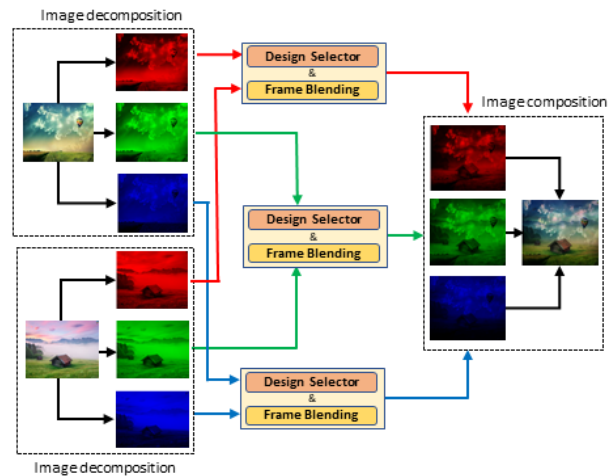 Image decomposition
Design Selector
&
Frame Blending
Image composition
Design Selector
&
Frame Blending
Design Selector
&
Frame Blending
Image decomposition